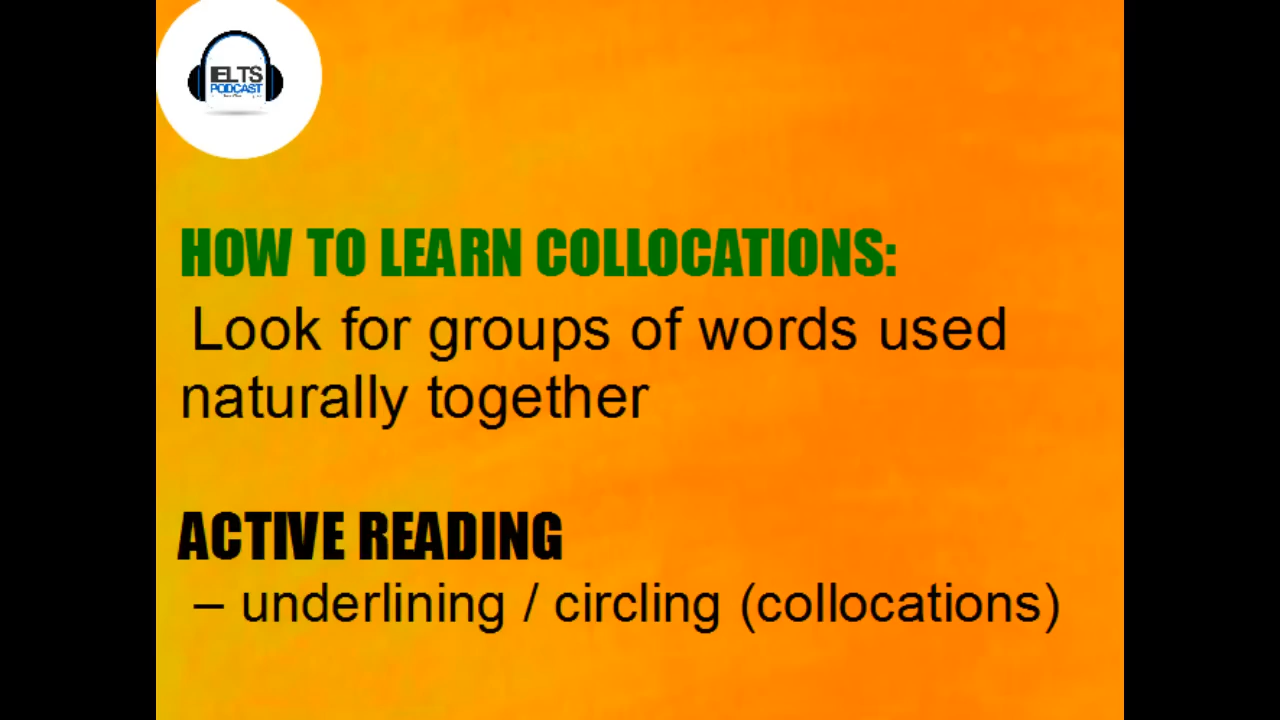 IELTS
PODCAST
HOW TO LEARN COLLOCATIONS:
Look for groups of words used
naturally together
ACTIVE READING
– underlining / circling (collocations)